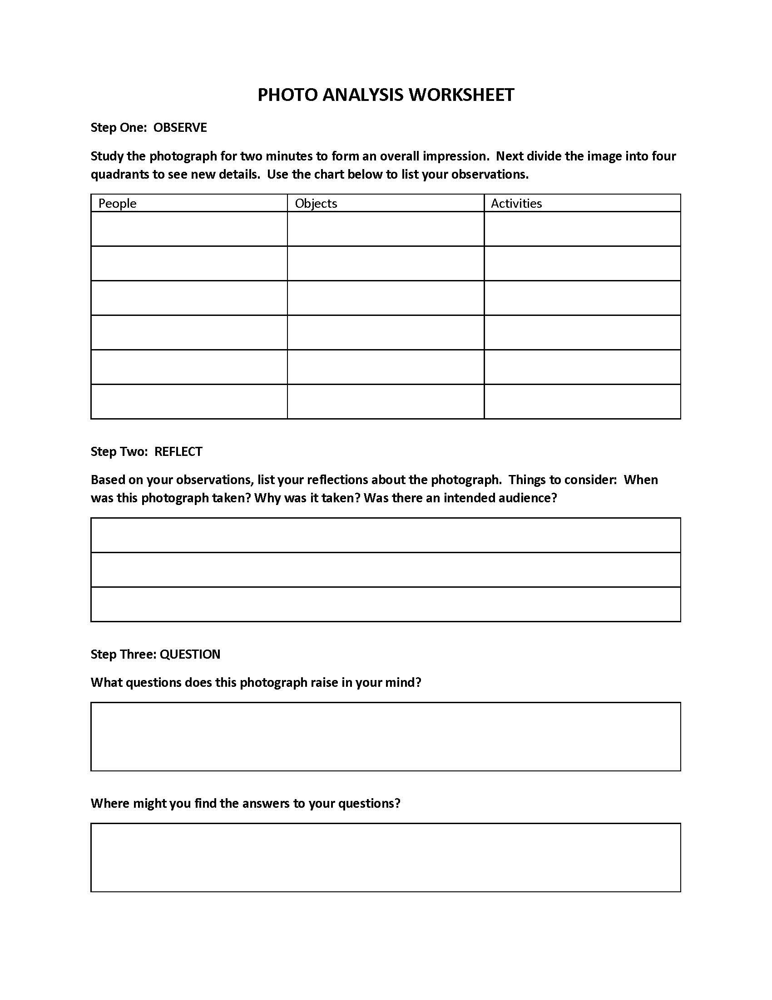 PHOTO ANALYSIS WORKSHEET
Step One:  OBSERVE
Study the photograph for two minutes to form an overall impression.  Next divide the image into four
quadrants to see new details.  Use the chart below to list your observations.
People Objects Activities
Step Two:  REFLECT
Based on your observations, list your reflections about the photograph.  Things to consider:  When
was this photograph taken? Why was it taken? Was there an intended audience?
Step Three: QUESTION
What questions does this photograph raise in your mind?
Where might you find the answers to your questions?